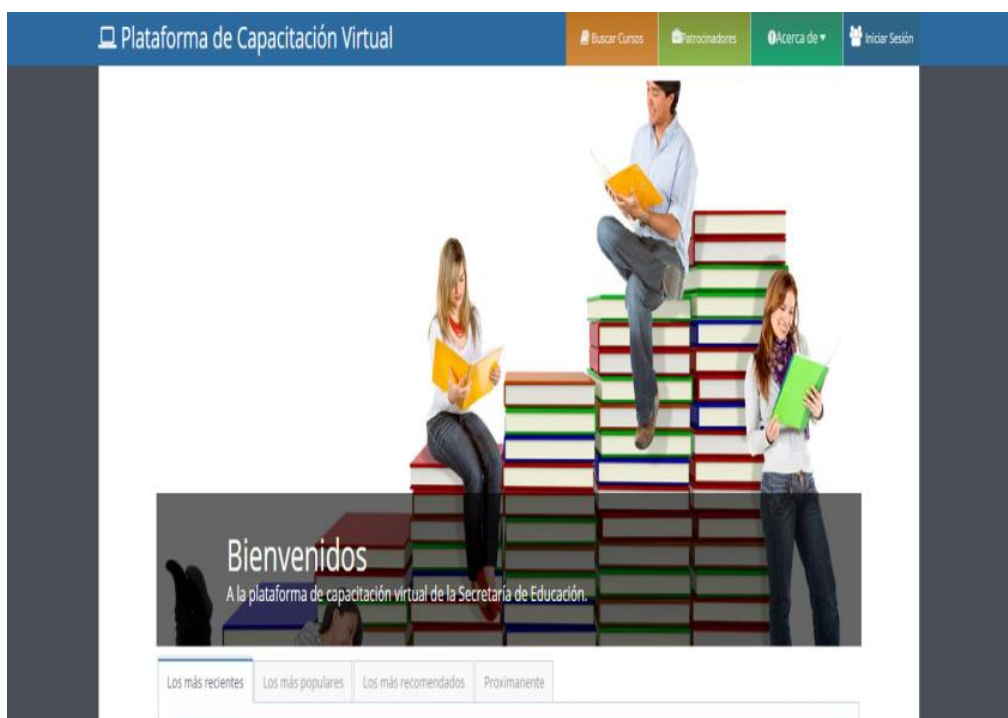 Plataforma de Capacitación Virtual
Buscar Cursos
Patrocinadores
Acerca de
Iniciar Sesión
Bienvenidos
A la plataforma de capacitación virtual de la Secretaría de Educación.
Los más recientes
Los más populares
Los más recomendados
Proximanente